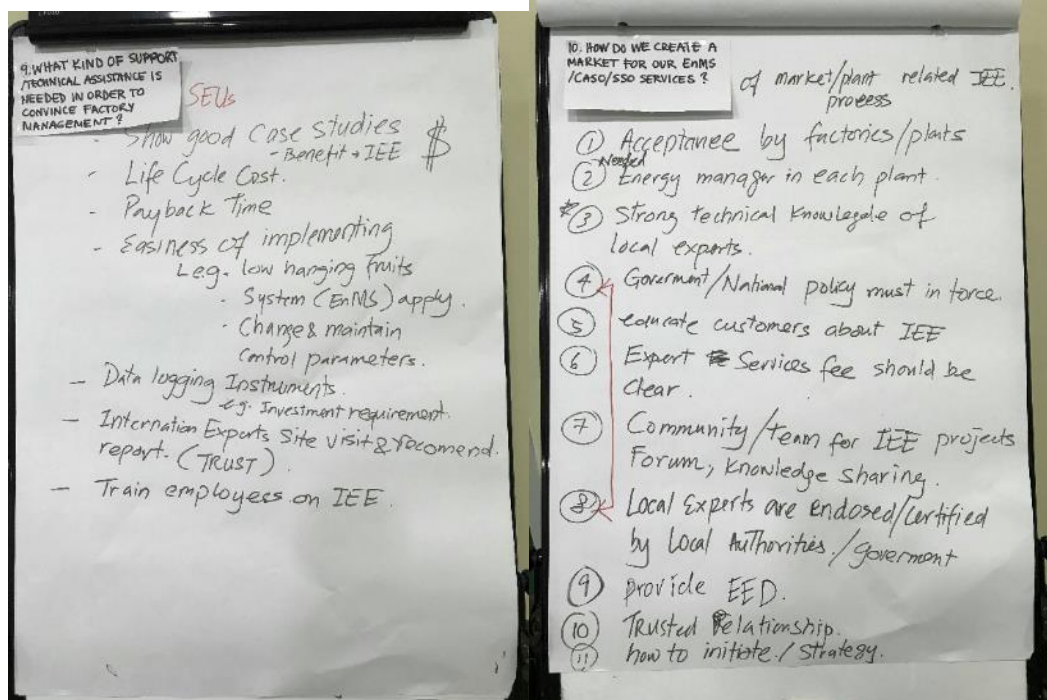 9. WHAT KIND OF SUPPORT
/TECHNICAL ASSISTANCE IS
NEEDED IN ORDER TO
CONVINCE FACTORY
MANAGEMENT?
SEUs
- Show good Case studies
- Benefit → IEE
$
- Life Cycle Cost.
- Payback Time
- Easiness of implementing
L e.g. low hanging fruits
· System (EnMS) apply.
· Change & maintain
Control parameters.
- Data logging Instruments.
e.g. Investment requirement.
- Internation Experts Site visit & recomend.
report. (TRUST).
- Train employees on IEE.
10. HOW DO WE CREATE A
MARKET FOR OUR EnMS
/CASO/SSO SERVICES?
of market/plant related IEE.
process
① Acceptance by factories/plants
Needed
② Energy manager in each plant.
* ③ Strong technical knowlegde of
local experts.
④ Goverment/National policy must in force.
⑤ educate customers about IEE
⑥ Expert Services fee should be
Clear.
⑦ Community/team for IEE projects
Forum, Knowledge sharing.
⑧ Local Experts are endosed/certified
by Local Authorities./goverment
⑨ provide EED.
⑩ Trusted Relationship.
⑪ how to initiate./strategy.